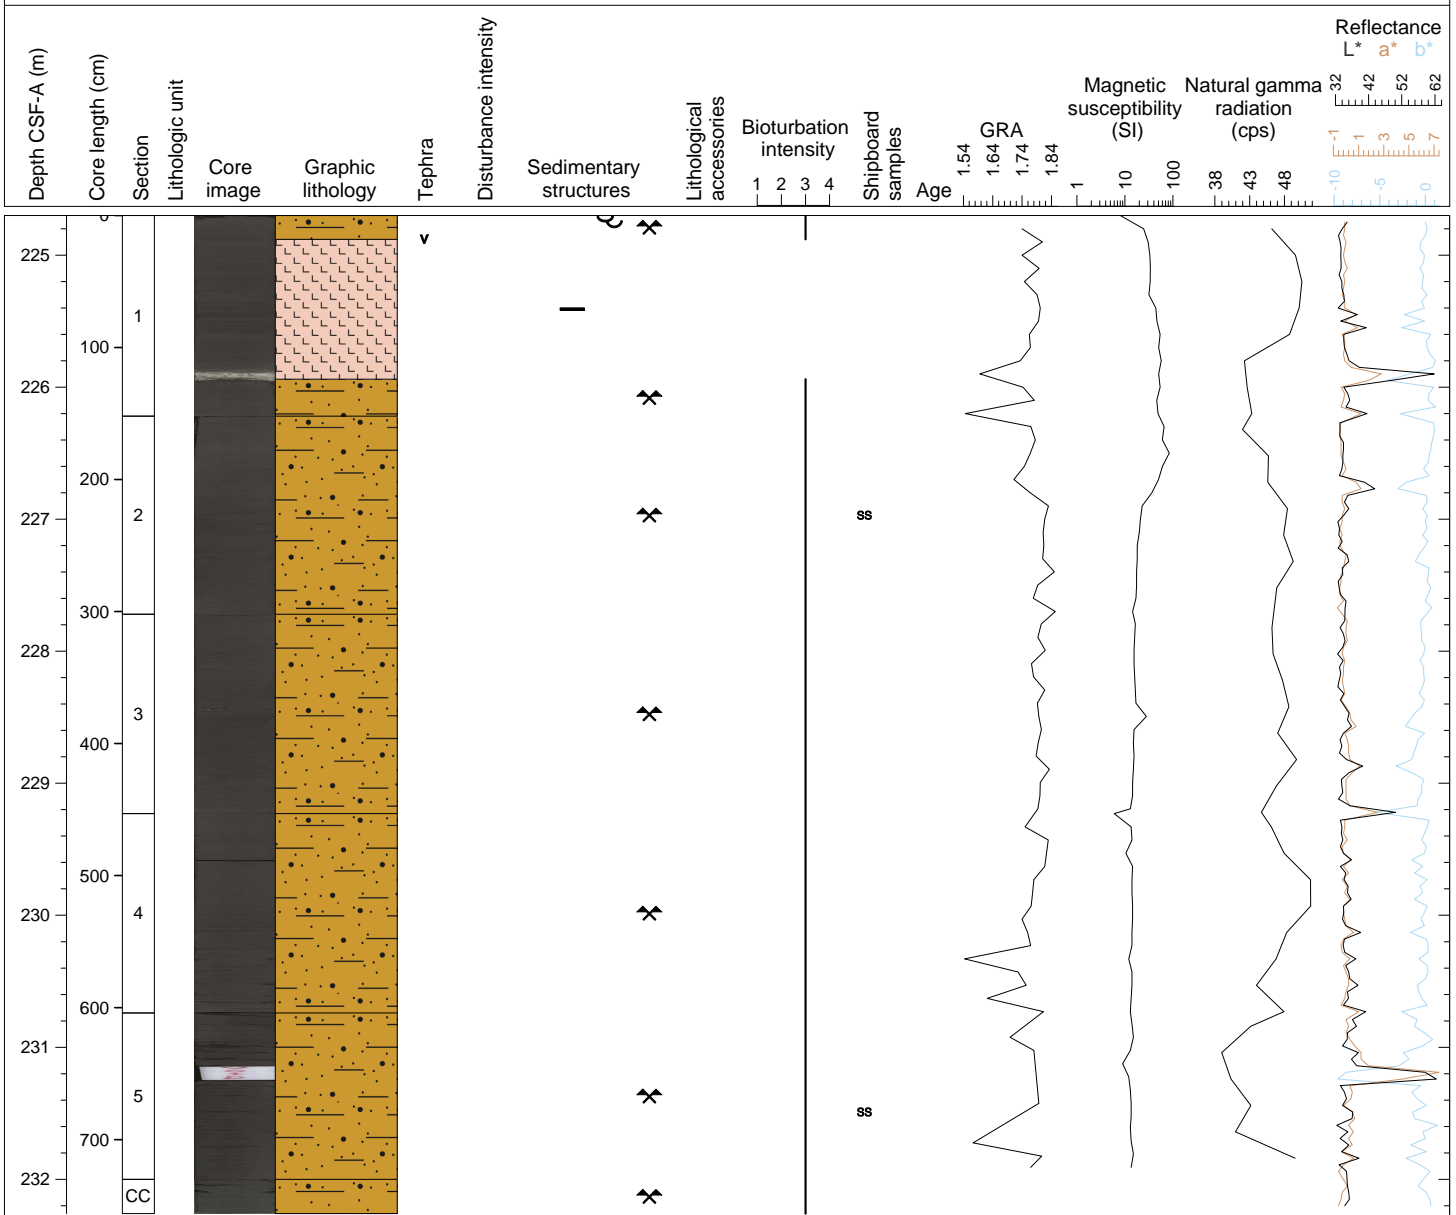 Depth CSF-A (m)
Core length (cm)
Section
Lithologic unit
Core
image
Graphic
lithology
Tephra
Disturbance intensity
Sedimentary
structures
Lithological
accessories
Bioturbation
intensity
1 2 3 4
Shipboard
samples
Age
GRA
1.54 1.64 1.74 1.84
Magnetic
susceptibility
(SI)
1 10 100
Natural gamma
radiation
(cps)
38 43 48
Reflectance
L* a* b*
32 42 52 62
-1 1 3 5 7
-10 -5 0
0
v
225
1
100
226
200
227
2
ss
300
228
3
400
229
500
4
230
600
231
5
ss
700
232
CC